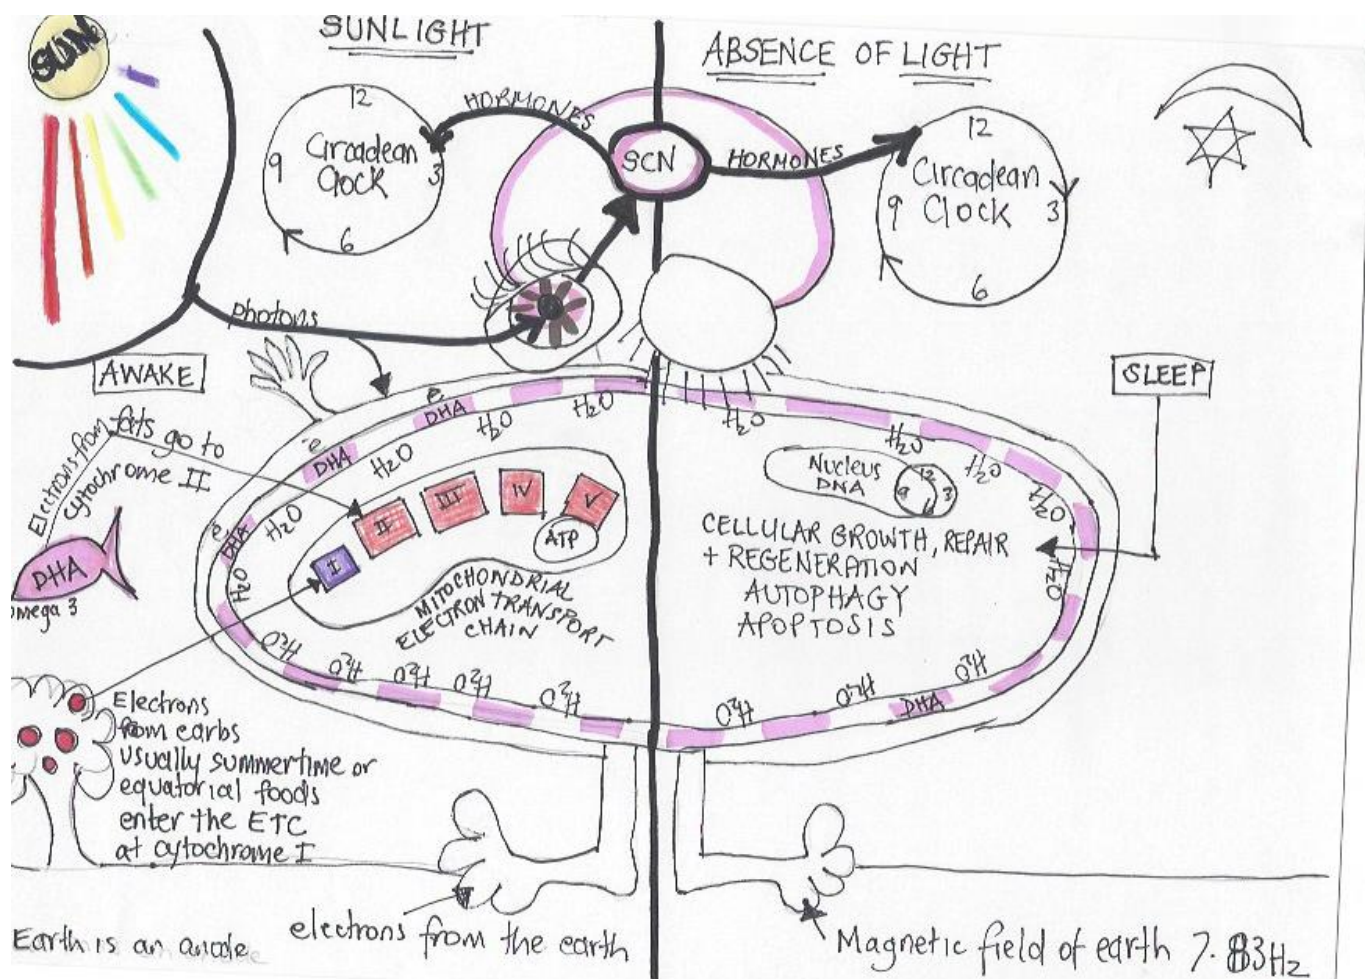 SUN
SUNLIGHT
ABSENCE OF LIGHT
12
3
6
9
Circadean
Clock
HORMONES
SCN
HORMONES
12
3
6
9
Circadean
Clock
photons
AWAKE
SLEEP
Electrons from fats go to
cytochrome II
DHA
omega 3
e
DHA
e
DHA
e
DHA
H2O
H2O
H2O
H2O
H2O
H2O
I
II
III
IV
V
ATP
MITOCHONDRIAL
ELECTRON TRANSPORT
CHAIN
H2O
H2O
H2O
H2O
H2O
H2O
H2O
H2O
H2O
Nucleus
DNA
12
3
9
CELLULAR GROWTH, REPAIR
+ REGENERATION
AUTOPHAGY
APOPTOSIS
H2O
H2O
H2O
DHA
Electrons
from carbs
usually summertime or
equatorial foods
enter the ETC
at cytochrome I
Earth is an anode
electrons from the earth
Magnetic field of earth 7.83Hz